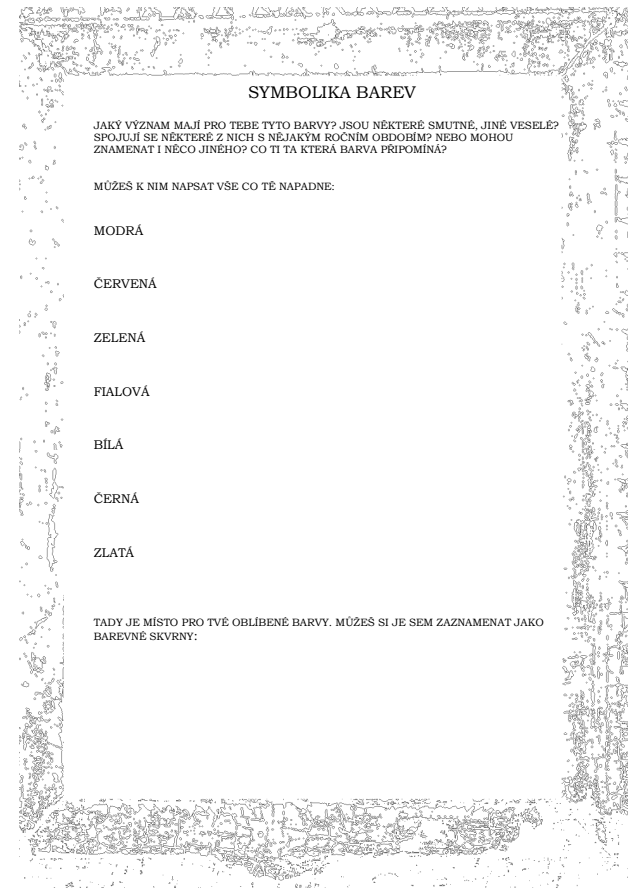 SYMBOLIKA BAREV
JAKÝ VÝZNAM MAJÍ PRO TEBE TYTO BARVY? JSOU NĚKTERÉ SMUTNÉ, JINÉ VESELÉ?
SPOJUJÍ SE NĚKTERÉ Z NICH S NĚJAKÝM ROČNÍM OBDOBÍM? NEBO MOHOU
ZNAMENAT I NĚCO JINÉHO? CO TI TA KTERÁ BARVA PŘIPOMÍNÁ?
MŮŽEŠ K NIM NAPSAT VŠE CO TĚ NAPADNE:
MODRÁ
ČERVENÁ
ZELENÁ
FIALOVÁ
BÍLÁ
ČERNÁ
ZLATÁ
TADY JE MÍSTO PRO TVÉ OBLÍBENÉ BARVY. MŮŽEŠ SI JE SEM ZAZNAMENAT JAKO
BAREVNÉ SKVRNY: